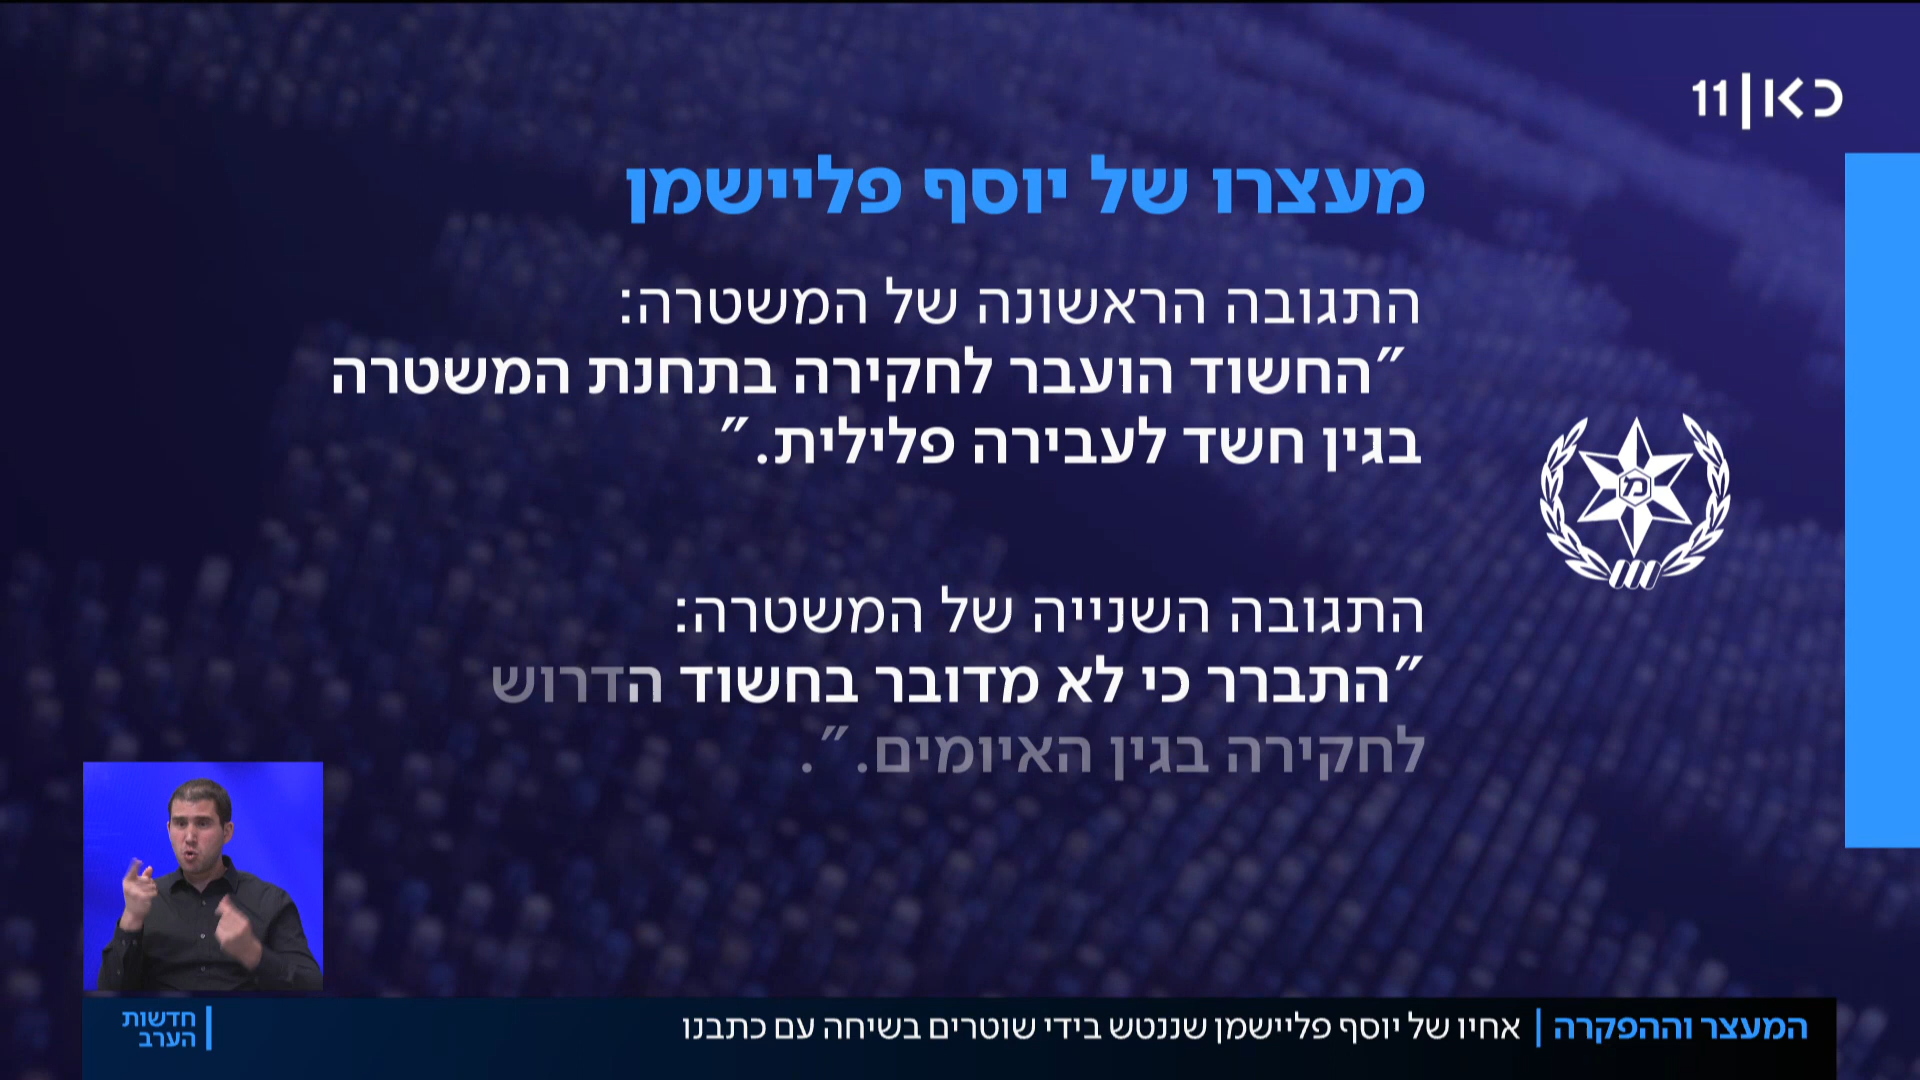 כאן 11
מעצרו של יוסף פליישמן
התגובה הראשונה של המשטרה:
"החשוד הועבר לחקירה בתחנת המשטרה
בגין חשד לעבירה פלילית."
התגובה השנייה של המשטרה:
"התברר כי לא מדובר בחשוד הדרוש
לחקירה בגין האיומים.".
מ
המעצר וההפקרה | אחיו של יוסף פליישמן שננטש בידי שוטרים בשיחה עם כתבנו
חדשות
הערב